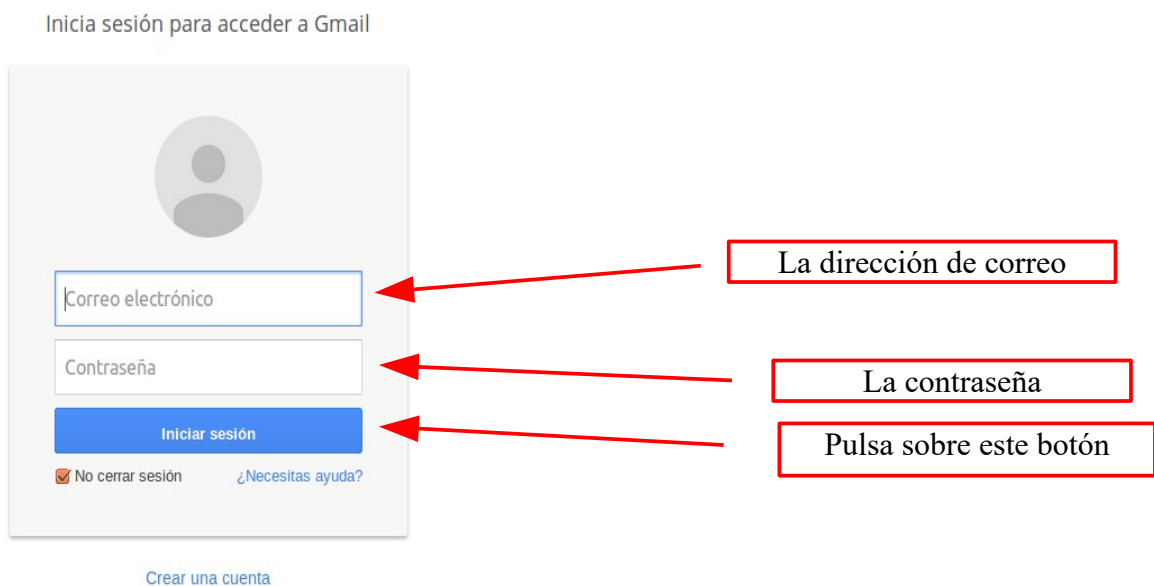 Inicia sesión para acceder a Gmail
La dirección de correo
Correo electrónico
Contraseña
La contraseña
Iniciar sesión
Pulsa sobre este botón
No cerrar sesión
¿Necesitas ayuda?
Crear una cuenta